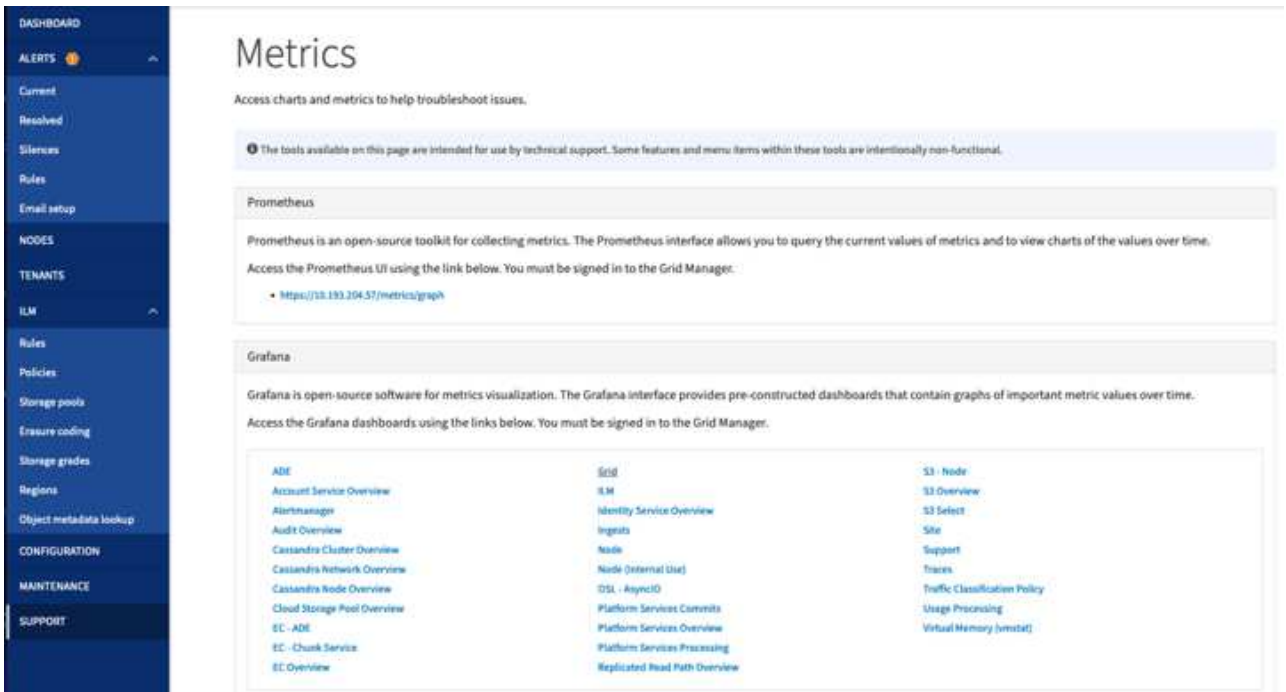 DASHBOARD
ALERTS
Current
Resolved
Silences
Rules
Email setup
NODES
TENANTS
ILM
Rules
Policies
Storage pools
Erasure coding
Storage grades
Regions
Object metadata lookup
CONFIGURATION
MAINTENANCE
SUPPORT
Metrics
Access charts and metrics to help troubleshoot issues.
The tools available on this page are intended for use by technical support. Some features and menu items within these tools are intentionally non-functional.
Prometheus
Prometheus is an open-source toolkit for collecting metrics. The Prometheus interface allows you to query the current values of metrics and to view charts of the values over time.
Access the Prometheus UI using the link below. You must be signed in to the Grid Manager.
• https://10.193.204.57/metrics/graph
Grafana
Grafana is open-source software for metrics visualization. The Grafana interface provides pre-constructed dashboards that contain graphs of important metric values over time.
Access the Grafana dashboards using the links below. You must be signed in to the Grid Manager.
ADE
Account Service Overview
Alertmanager
Audit Overview
Cassandra Cluster Overview
Cassandra Network Overview
Cassandra Node Overview
Cloud Storage Pool Overview
EC - ADE
EC - Chunk Service
EC Overview
Grid
ILM
Identity Service Overview
Ingests
Node
Node (Internal Use)
OSL - AsyncIO
Platform Services Commits
Platform Services Overview
Platform Services Processing
Replicated Read Path Overview
S3 - Node
S3 Overview
S3 Select
Site
Support
Traces
Traffic Classification Policy
Usage Processing
Virtual Memory (vmstat)